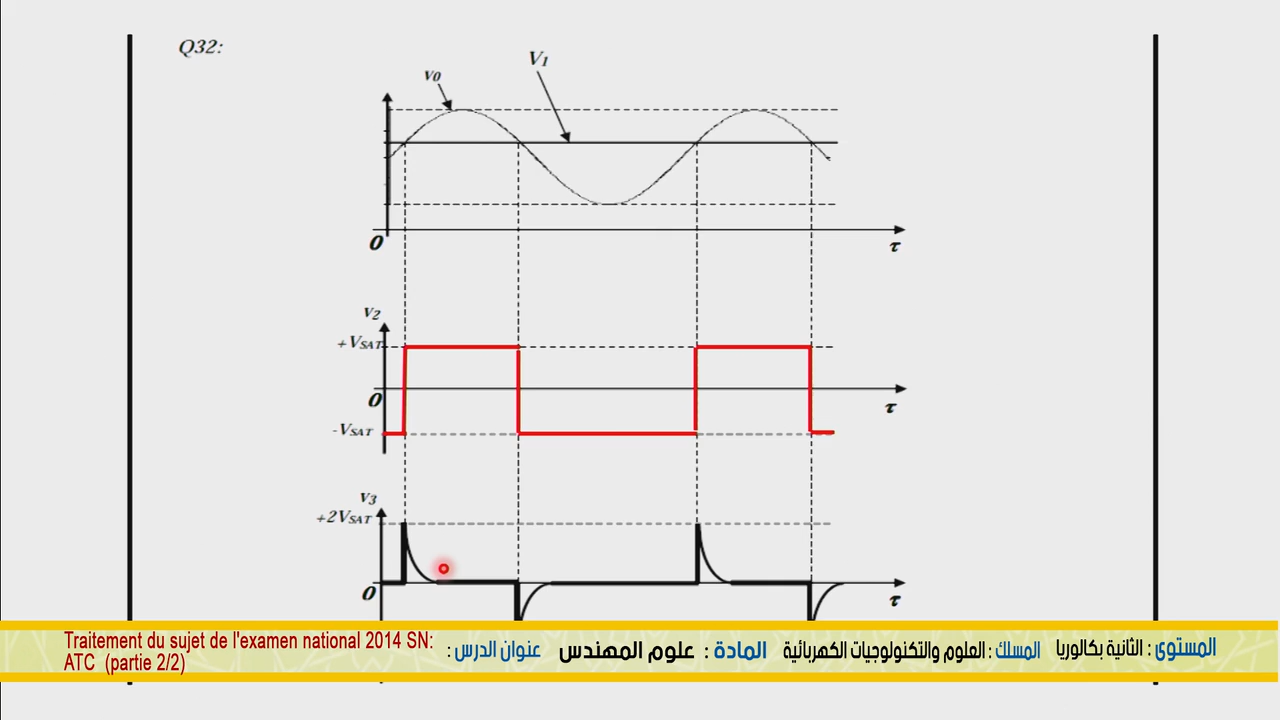 Q32:
V1
v0
0
τ
v2
+VSAT
0
τ
-VSAT
v3
+2VSAT
0
τ
Traitement du sujet de l'examen national 2014 SN:
ATC (partie 2/2)
المستوى : الثانية بكالوريا المسلك : العلوم والتكنولوجيات الكهربائية المادة : علوم المهندس عنوان الدرس :